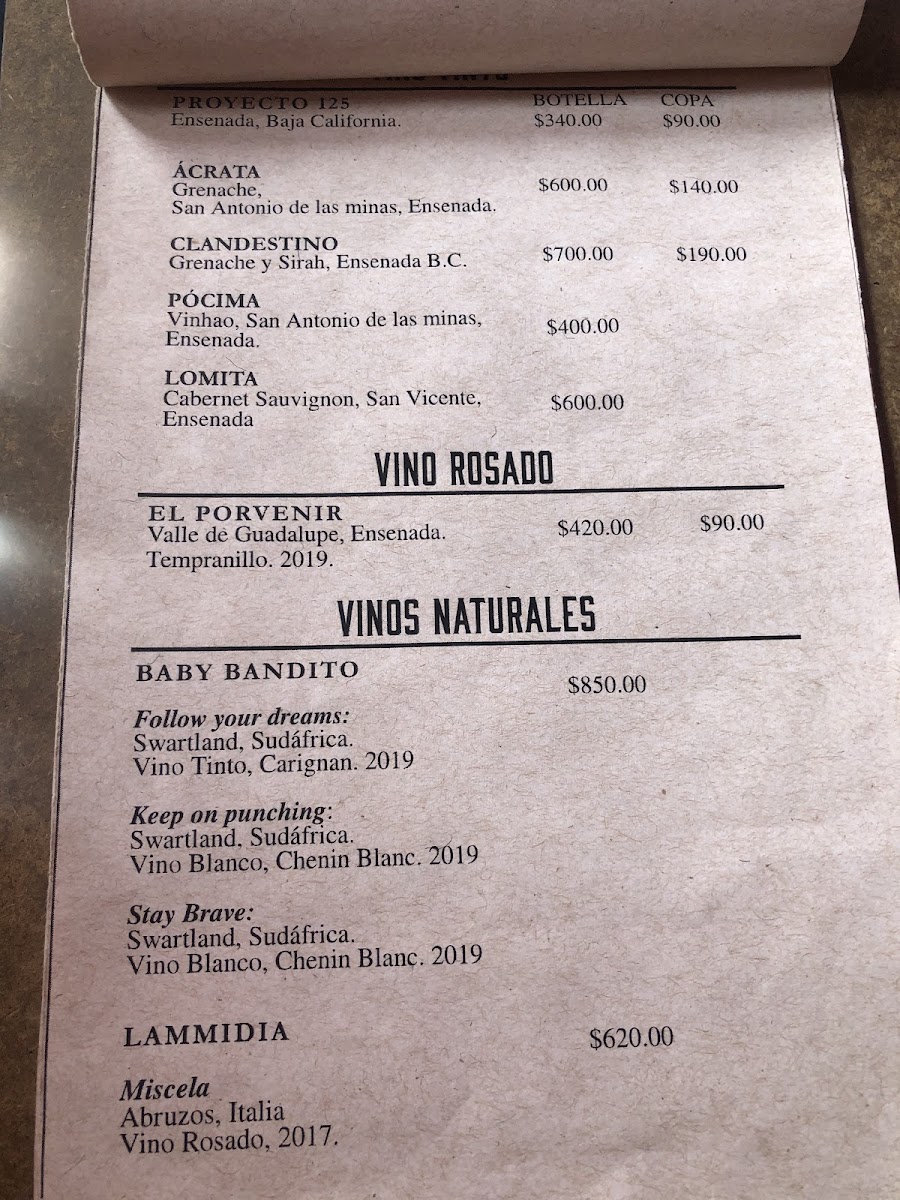 PROYECTO 125 BOTELLA COPA
Ensenada, Baja California. $340.00 $90.00
ÁCRATA
Grenache, $600.00 $140.00
San Antonio de las minas, Ensenada.
CLANDESTINO
Grenache y Sirah, Ensenada B.C. $700.00 $190.00
PÓCIMA
Vinhao, San Antonio de las minas, $400.00
Ensenada.
LOMITA
Cabernet Sauvignon, San Vicente, $600.00
Ensenada
VINO ROSADO
EL PORVENIR
Valle de Guadalupe, Ensenada. $420.00 $90.00
Tempranillo. 2019.
VINOS NATURALES
BABY BANDITO $850.00
Follow your dreams:
Swartland, Sudáfrica.
Vino Tinto, Carignan. 2019
Keep on punching:
Swartland, Sudáfrica.
Vino Blanco, Chenin Blanc. 2019
Stay Brave:
Swartland, Sudáfrica.
Vino Blanco, Chenin Blanc. 2019
LAMMIDIA $620.00
Miscela
Abruzos, Italia
Vino Rosado, 2017.